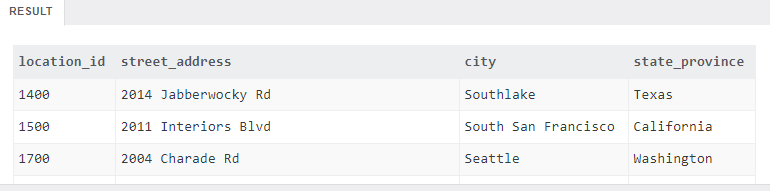 RESULT
location_id street_address city state_province
1400 2014 Jabberwocky Rd Southlake Texas
1500 2011 Interiors Blvd South San Francisco California
1700 2004 Charade Rd Seattle Washington